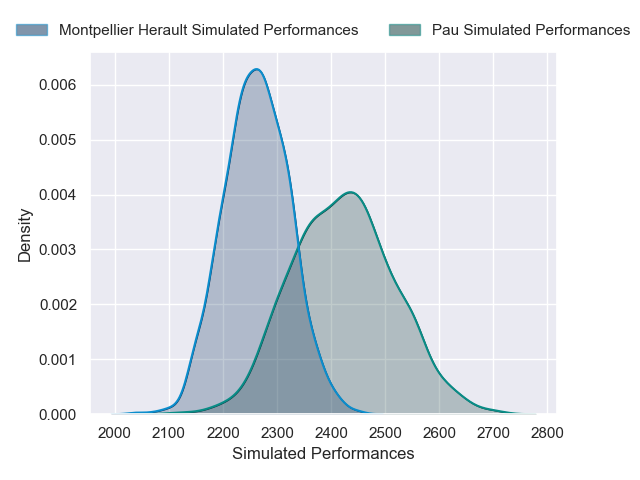 Montpellier Herault Simulated Performances
Pau Simulated Performances
0.006
0.005
0.004
0.003
0.002
0.001
0.000
Density
2000 2100 2200 2300 2400 2500 2600 2700 2800
Simulated Performances